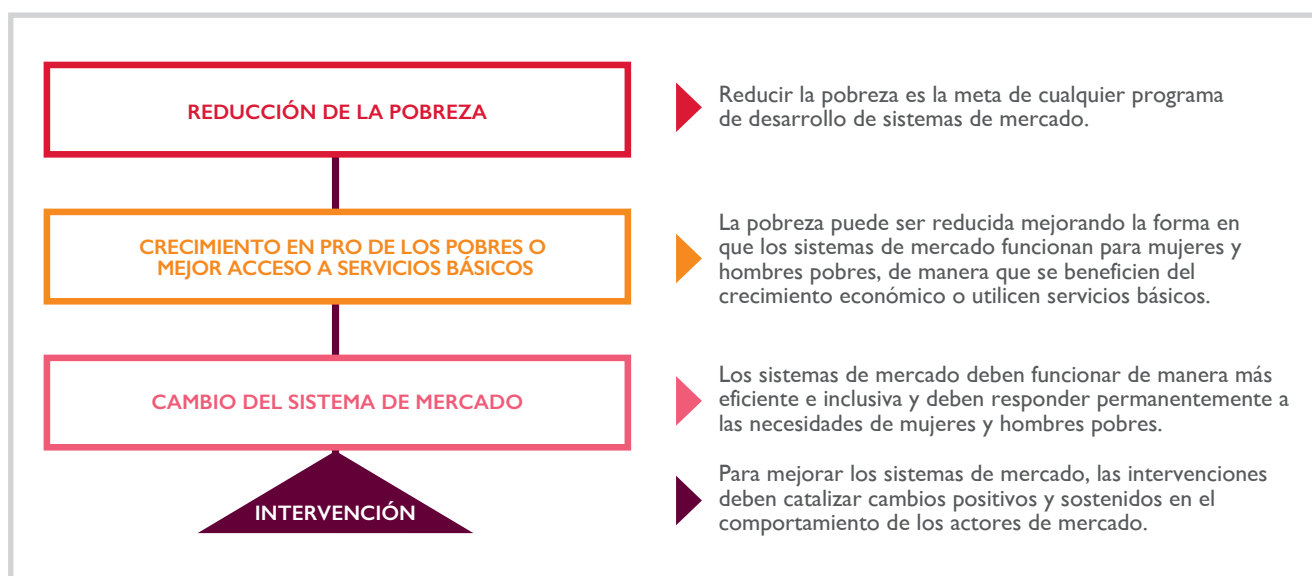 REDUCCIÓN DE LA POBREZA
Reducir la pobreza es la meta de cualquier programa
de desarrollo de sistemas de mercado.
CRECIMIENTO EN PRO DE LOS POBRES O
MEJOR ACCESO A SERVICIOS BÁSICOS
La pobreza puede ser reducida mejorando la forma en
que los sistemas de mercado funcionan para mujeres y
hombres pobres, de manera que se beneficien del
crecimiento económico o utilicen servicios básicos.
CAMBIO DEL SISTEMA DE MERCADO
Los sistemas de mercado deben funcionar de manera más
eficiente e inclusiva y deben responder permanentemente a
las necesidades de mujeres y hombres pobres.
INTERVENCIÓN
Para mejorar los sistemas de mercado, las intervenciones
deben catalizar cambios positivos y sostenidos en el
comportamiento de los actores de mercado.